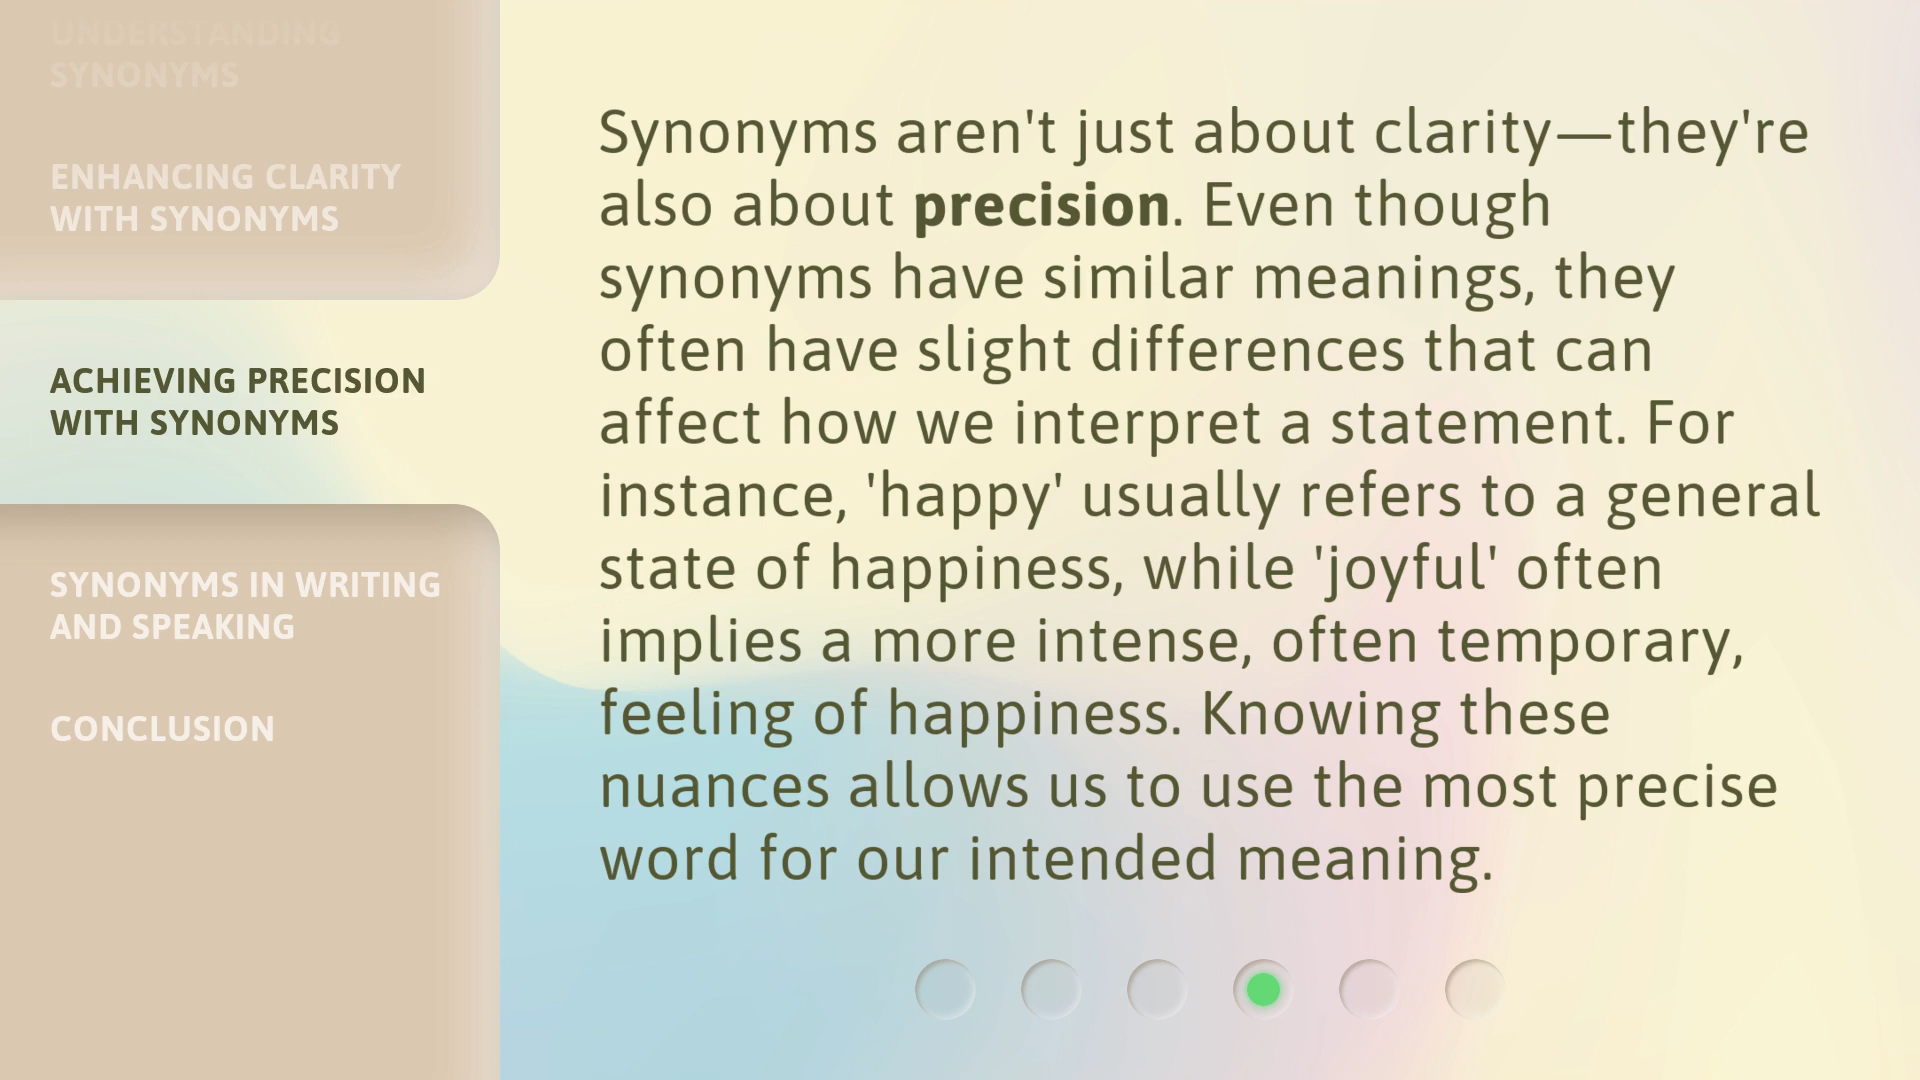 UNDERSTANDING
SYNONYMS
ENHANCING CLARITY
WITH SYNONYMS
ACHIEVING PRECISION
WITH SYNONYMS
SYNONYMS IN WRITING
AND SPEAKING
CONCLUSION
Synonyms aren't just about clarity—they're
also about precision. Even though
synonyms have similar meanings, they
often have slight differences that can
affect how we interpret a statement. For
instance, 'happy' usually refers to a general
state of happiness, while 'joyful' often
implies a more intense, often temporary,
feeling of happiness. Knowing these
nuances allows us to use the most precise
word for our intended meaning.